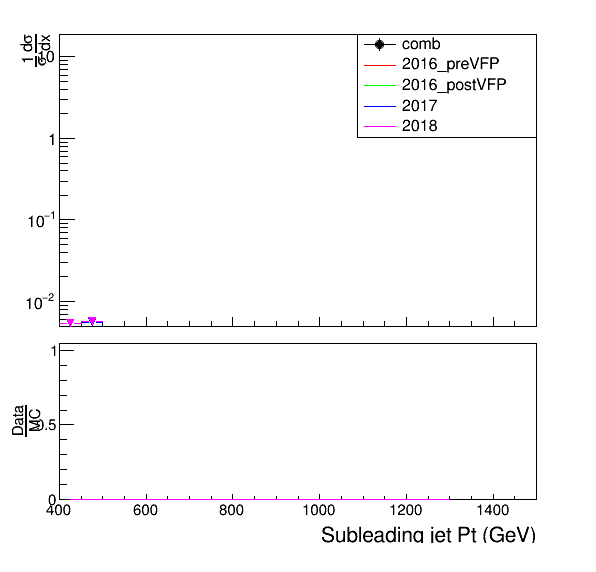 1 dσ
σ dx
10
1
10⁻¹
10⁻²
comb
2016_preVFP
2016_postVFP
2017
2018
Data
MC
1
0.5
0
400 600 800 1000 1200 1400
Subleading jet Pt (GeV)